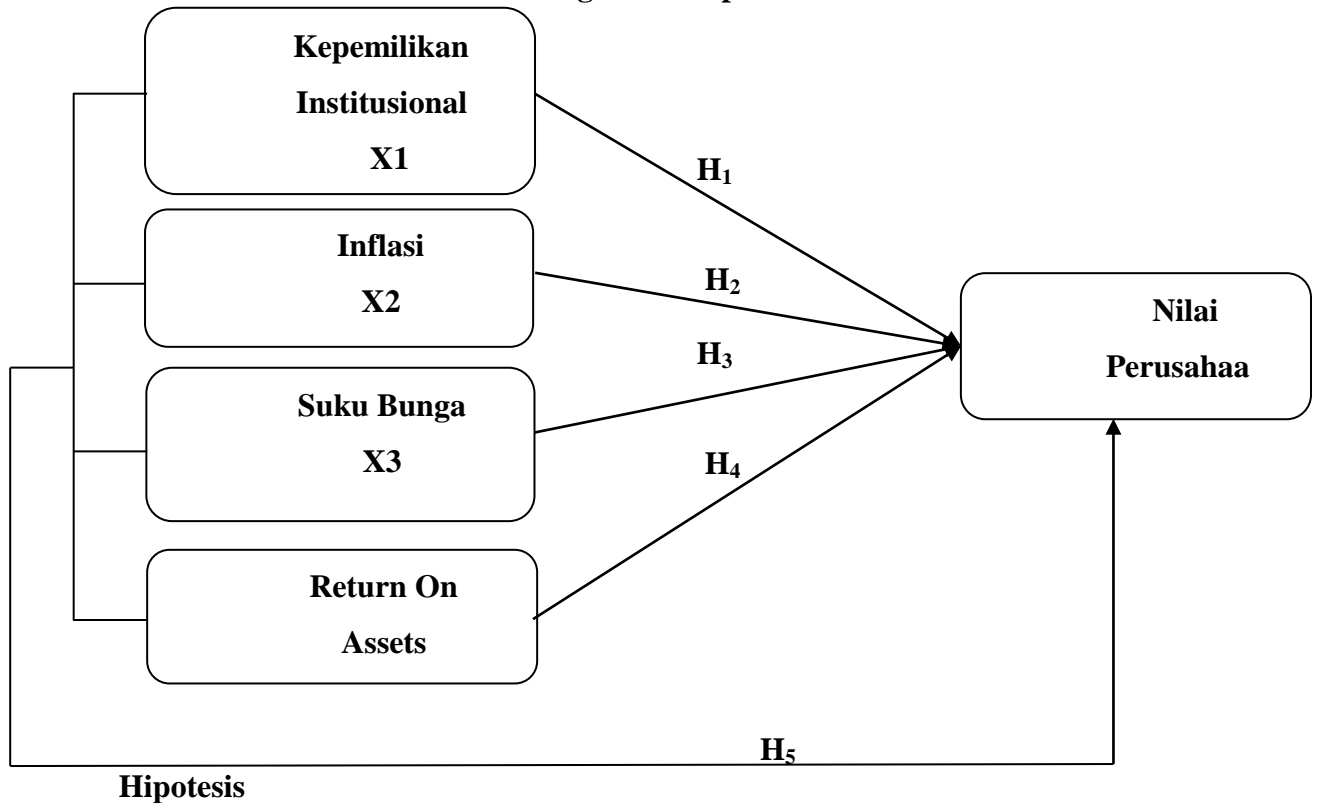 Kepemilikan
Institusional
X1
H1
Inflasi
X2
H2
Nilai
Perusahaa
H3
Suku Bunga
X3
H4
Return On
Assets
H5
Hipotesis